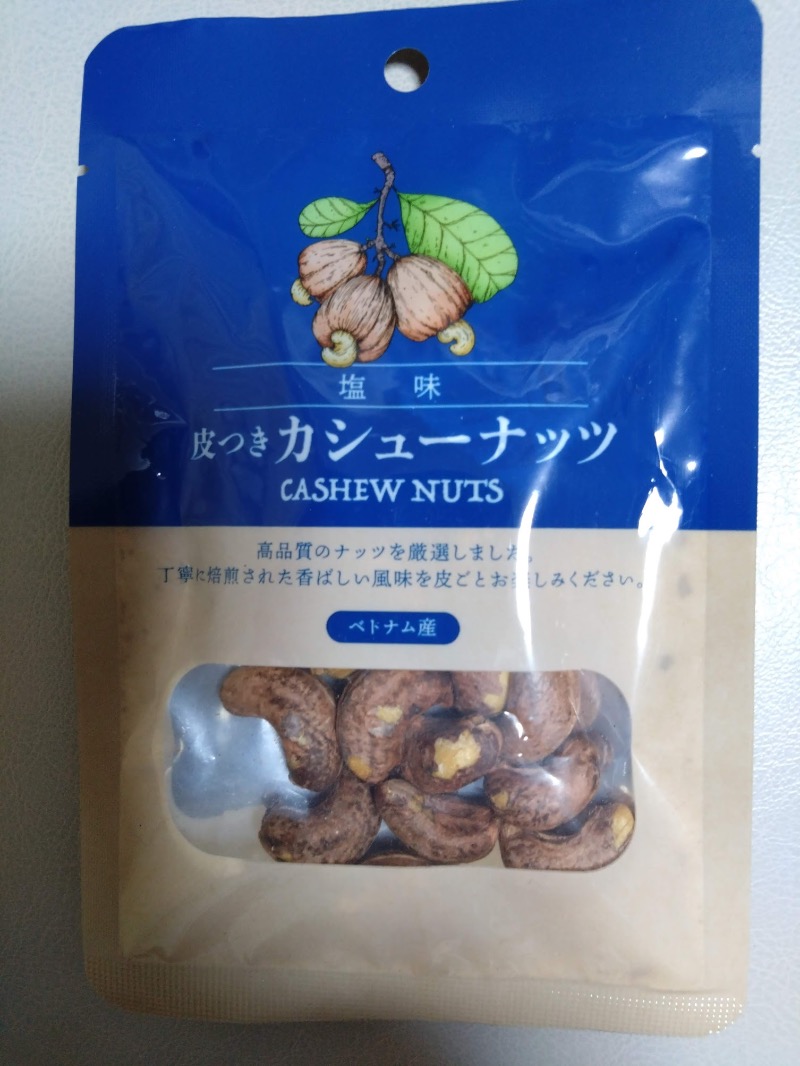 塩味
皮つきカシューナッツ
CASHEW NUTS
高品質のナッツを厳選しました。
丁寧に焙煎された香ばしい風味を皮ごとお楽しみください。
ベトナム産